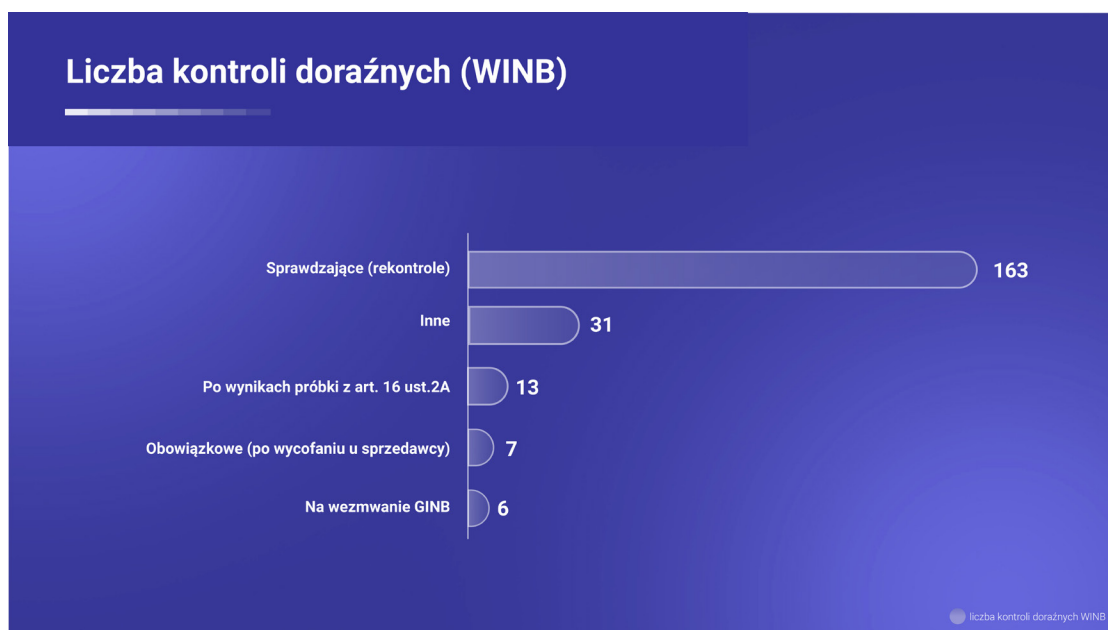 Liczba kontroli doraźnych (WINB)
Sprawdzające (rekontrole)
163
Inne
31
Po wynikach próbki z art. 16 ust.2A
13
Obowiązkowe (po wycofaniu u sprzedawcy)
7
Na wezmwanie GINB
6
liczba kontroli doraźnych WINB